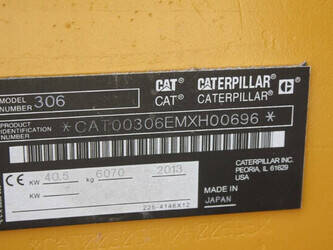 MODEL NUMBER 306 CAT CATERPILLAR C
CAT® CATERPILLAR®
PRODUCT IDENTIFICATION NUMBER *CAT00306EMXH00696*
CATERPILLAR INC.
PEORIA, IL 61629
USA
CE KW 40.5 kg 6070 2013
KW
MADE IN JAPAN
225-4146X12